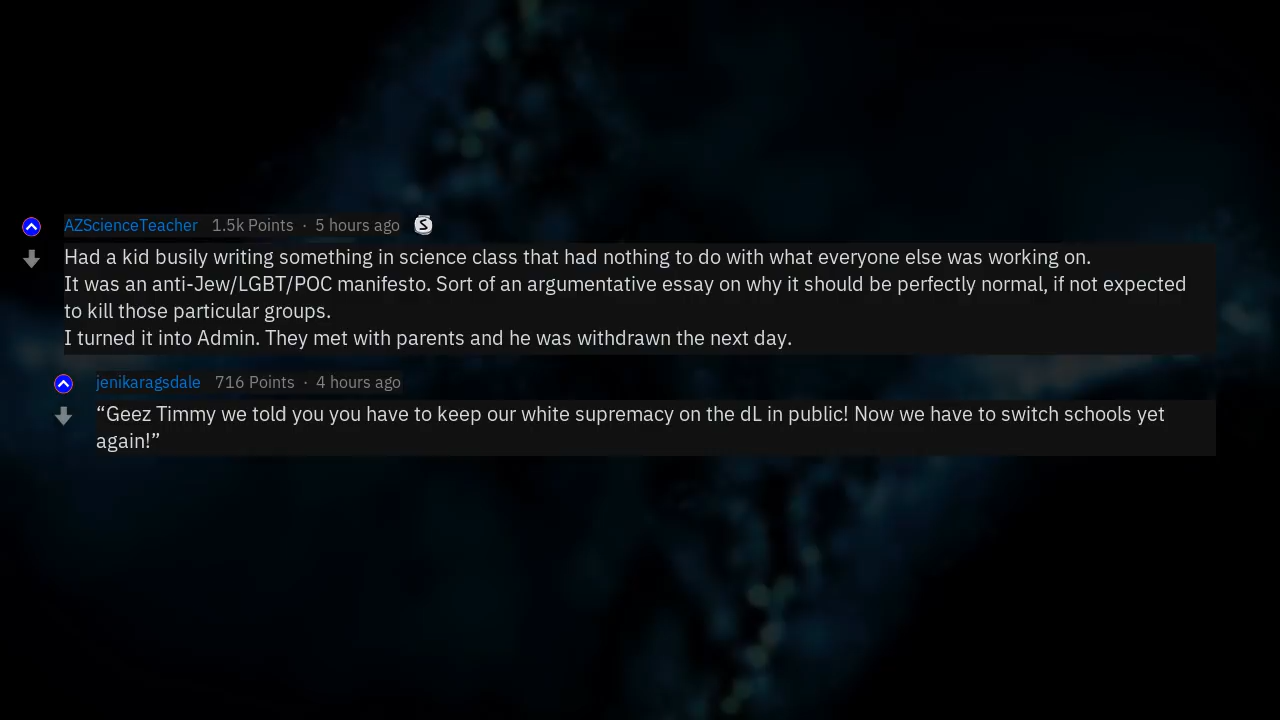 AZScienceTeacher 1.5k Points · 5 hours ago S
Had a kid busily writing something in science class that had nothing to do with what everyone else was working on.
It was an anti-Jew/LGBT/POC manifesto. Sort of an argumentative essay on why it should be perfectly normal, if not expected
to kill those particular groups.
I turned it into Admin. They met with parents and he was withdrawn the next day.
jenikaragsdale 716 Points · 4 hours ago
“Geez Timmy we told you you have to keep our white supremacy on the dL in public! Now we have to switch schools yet
again!”